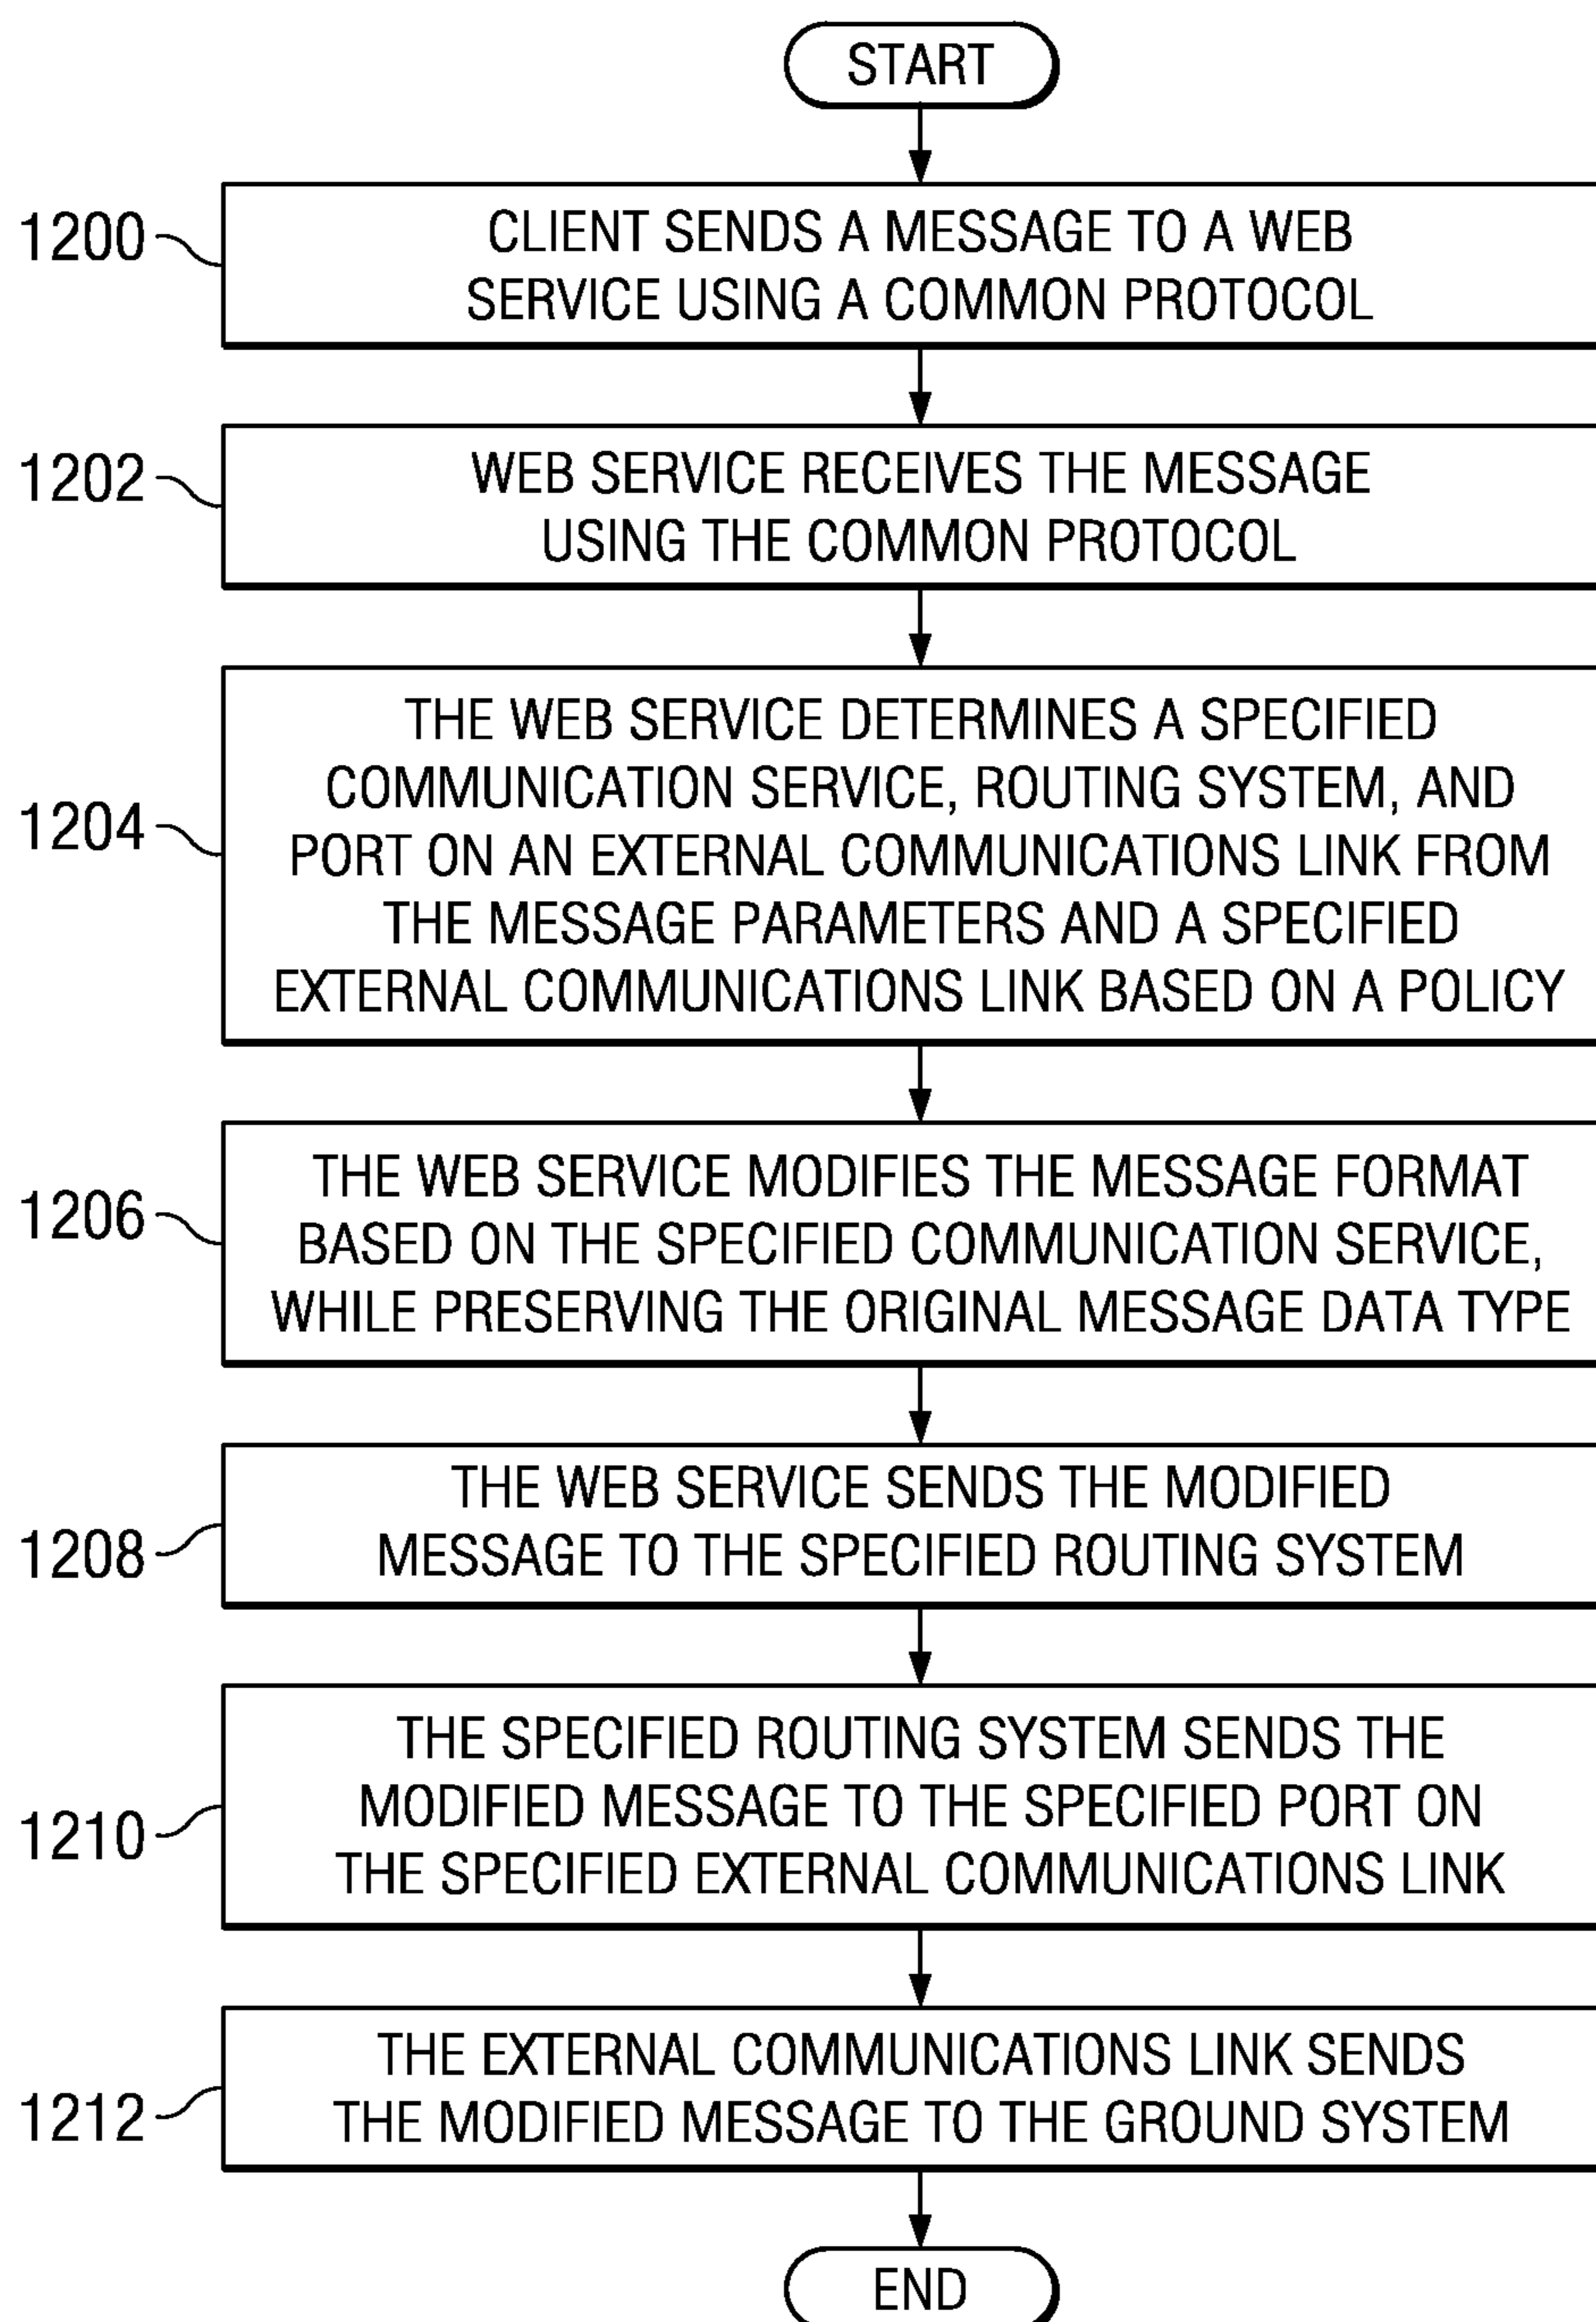 START
1200
CLIENT SENDS A MESSAGE TO A WEB
SERVICE USING A COMMON PROTOCOL
1202
WEB SERVICE RECEIVES THE MESSAGE
USING THE COMMON PROTOCOL
1204
THE WEB SERVICE DETERMINES A SPECIFIED
COMMUNICATION SERVICE, ROUTING SYSTEM, AND
PORT ON AN EXTERNAL COMMUNICATIONS LINK FROM
THE MESSAGE PARAMETERS AND A SPECIFIED
EXTERNAL COMMUNICATIONS LINK BASED ON A POLICY
1206
THE WEB SERVICE MODIFIES THE MESSAGE FORMAT
BASED ON THE SPECIFIED COMMUNICATION SERVICE,
WHILE PRESERVING THE ORIGINAL MESSAGE DATA TYPE
1208
THE WEB SERVICE SENDS THE MODIFIED
MESSAGE TO THE SPECIFIED ROUTING SYSTEM
1210
THE SPECIFIED ROUTING SYSTEM SENDS THE
MODIFIED MESSAGE TO THE SPECIFIED PORT ON
THE SPECIFIED EXTERNAL COMMUNICATIONS LINK
1212
THE EXTERNAL COMMUNICATIONS LINK SENDS
THE MODIFIED MESSAGE TO THE GROUND SYSTEM
END